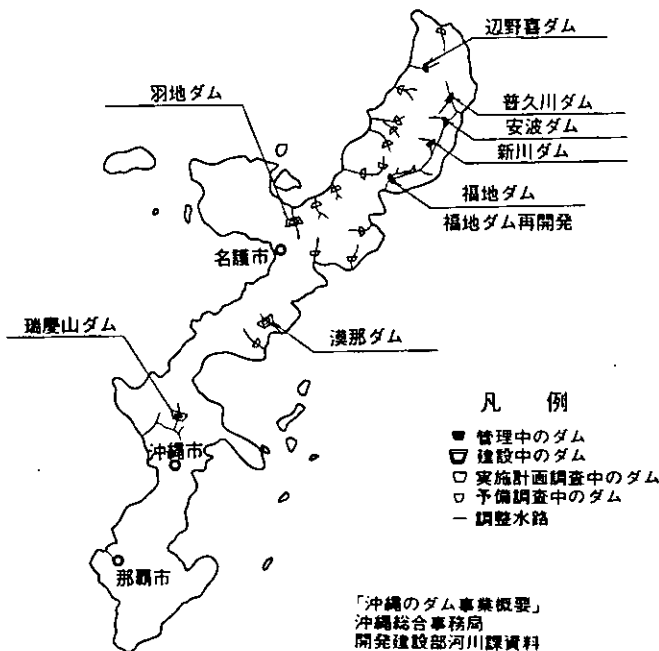 辺野喜ダム
羽地ダム
普久川ダム
安波ダム
新川ダム
福地ダム
福地ダム再開発
名護市
瑞慶山ダム
漢那ダム
沖縄市
那覇市
凡　例
管理中のダム
建設中のダム
実施計画調査中のダム
予備調査中のダム
調整水路
「沖縄のダム事業概要」
沖縄総合事務局
開発建設部河川課資料